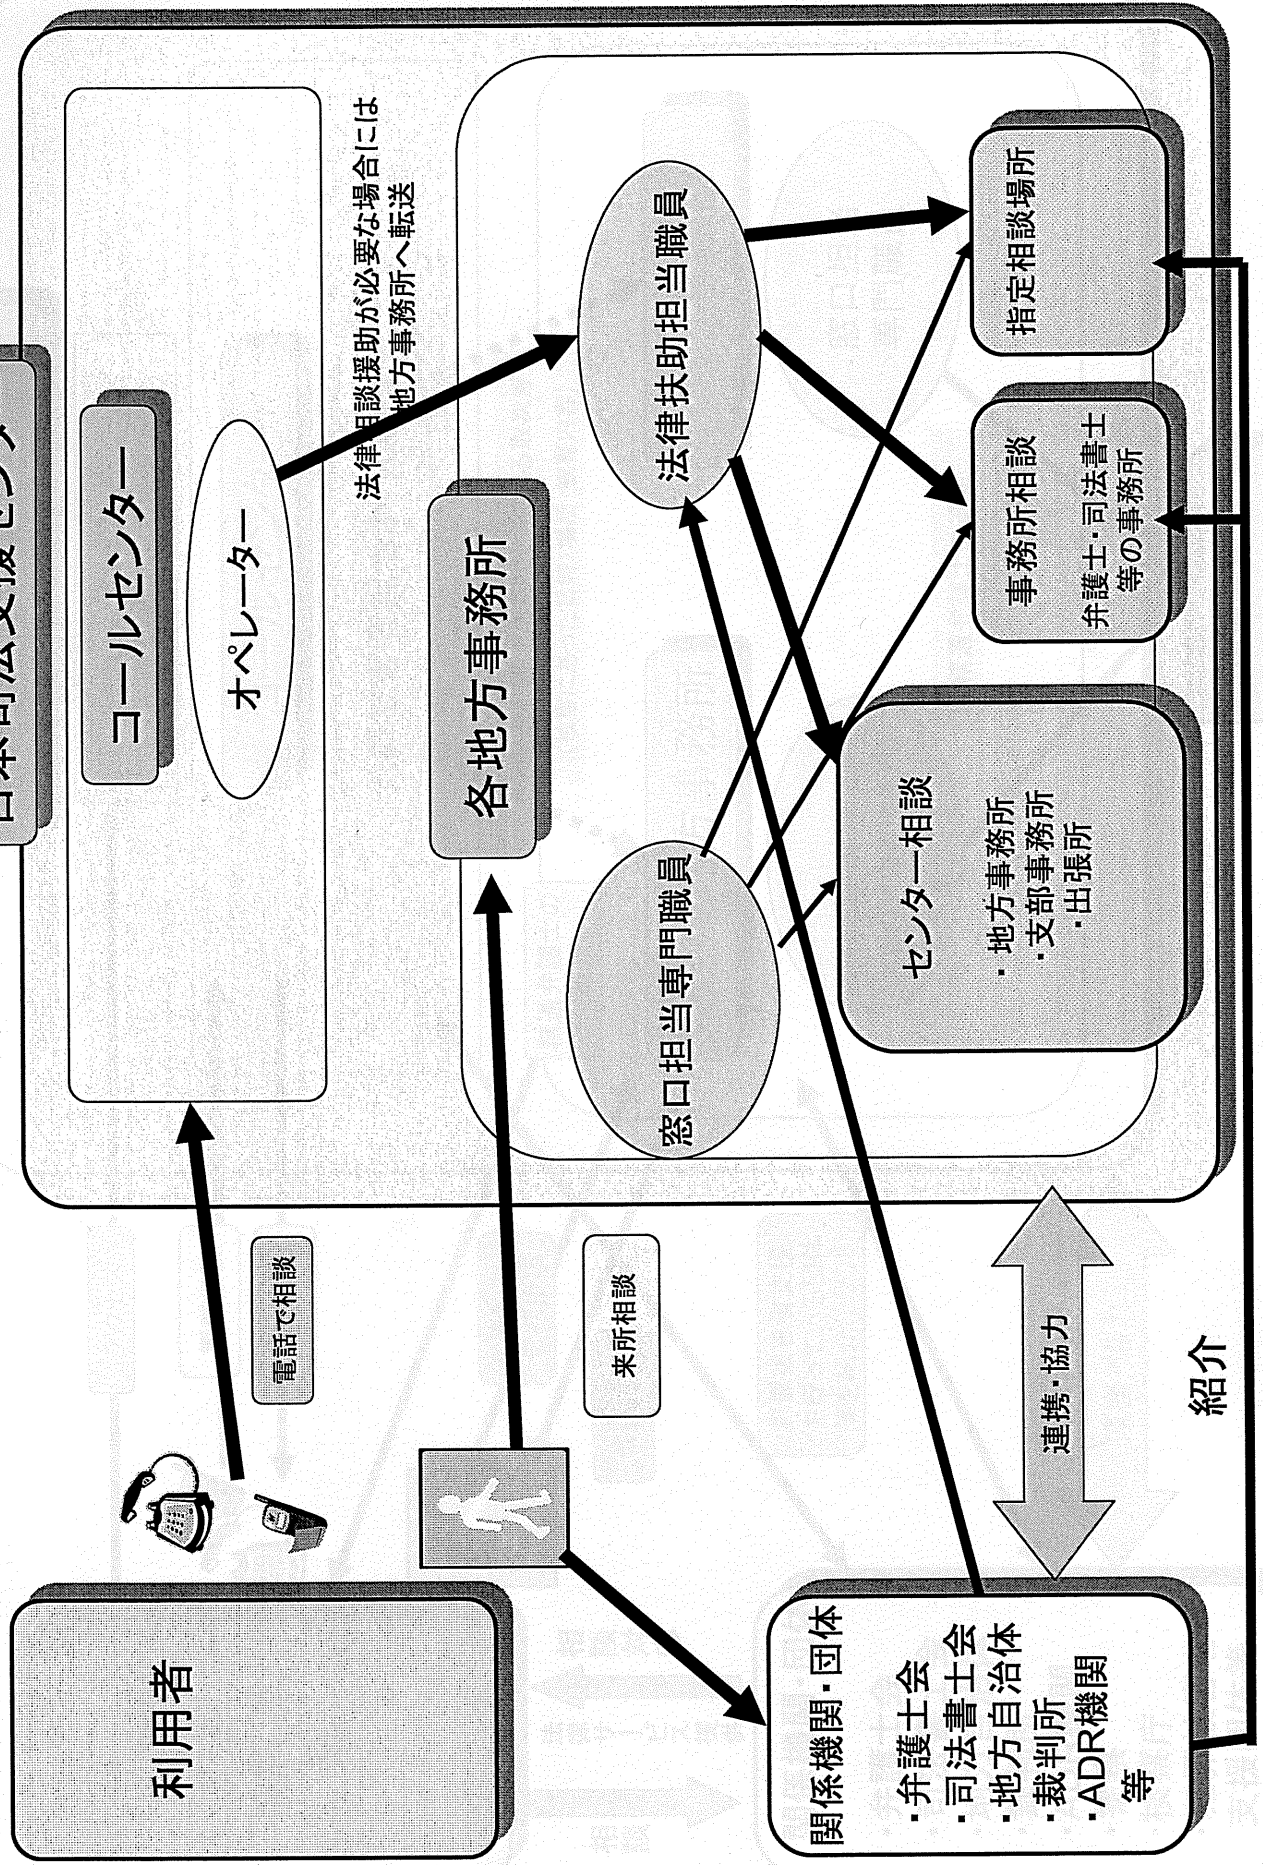 日本司法支援センター
利用者
電話で相談
コールセンター
オペレーター
法律相談援助が必要な場合には
地方事務所へ転送
来所相談
各地方事務所
窓口担当専門職員
法律扶助担当職員
関係機関・団体
・弁護士会
・司法書士会
・地方自治体
・裁判所
・ADR機関
等
連携・協力
センター相談
・地方事務所
・支部事務所
・出張所
事務所相談
弁護士・司法書士
等の事務所
指定相談場所
紹介